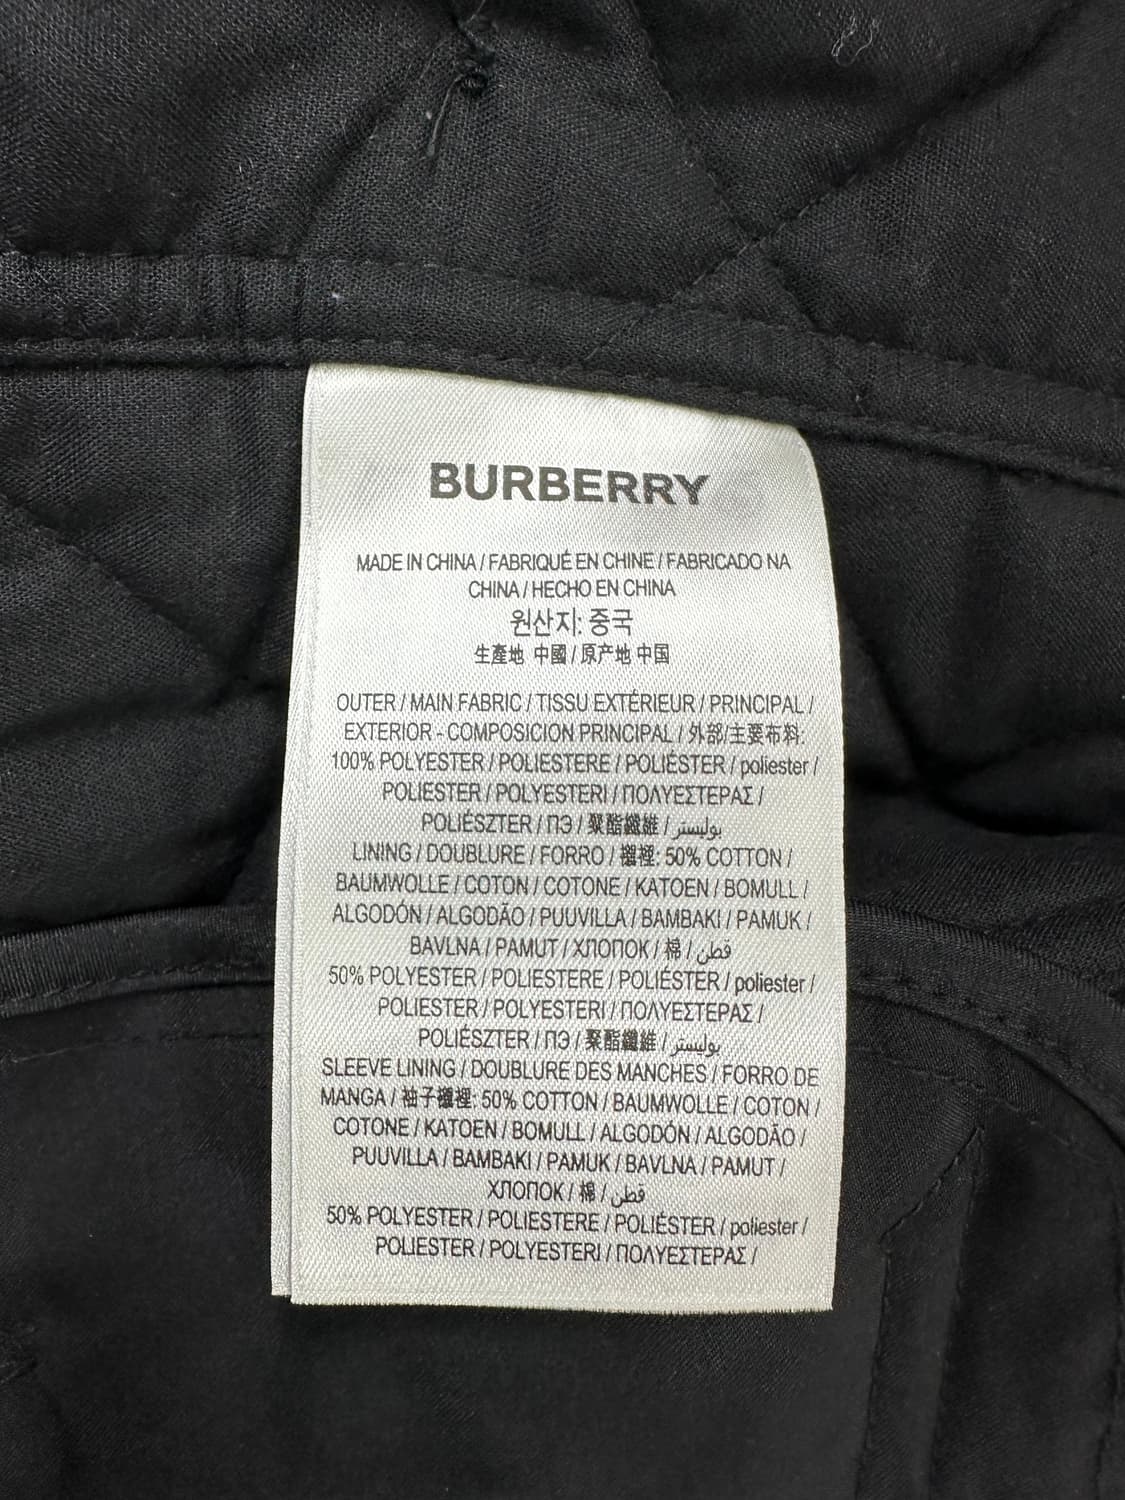 BURBERRY
MADE IN CHINA / FABRIQUÉ EN CHINE / FABRICADO NA
CHINA / HECHO EN CHINA
원산지: 중국
生產地 中國 / 原产地 中国
OUTER / MAIN FABRIC / TISSU EXTÉRIEUR / PRINCIPAL /
EXTERIOR - COMPOSICION PRINCIPAL / 外部/主要布料:
100% POLYESTER / POLIESTERE / POLIÉSTER / poliester /
POLIESTER / POLYESTERI / ΠΟΛΥΕΣΤΕΡΑΣ /
POLIÉSZTER / ПЭ / 聚酯纖維 / بوليستر
LINING / DOUBLURE / FORRO / 襯裡: 50% COTTON /
BAUMWOLLE / COTON / COTONE / KATOEN / BOMULL /
ALGODÓN / ALGODÃO / PUUVILLA / BAMBAKI / PAMUK /
BAVLNA / PAMUT / ХЛОПОК / 棉 / قطن
50% POLYESTER / POLIESTERE / POLIÉSTER / poliester /
POLIESTER / POLYESTERI / ΠΟΛΥΕΣΤΕΡΑΣ /
POLIÉSZTER / ПЭ / 聚酯纖維 / بوليستر
SLEEVE LINING / DOUBLURE DES MANCHES / FORRO DE
MANGA / 袖子襯裡: 50% COTTON / BAUMWOLLE / COTON /
COTONE / KATOEN / BOMULL / ALGODÓN / ALGODÃO /
PUUVILLA / BAMBAKI / PAMUK / BAVLNA / PAMUT /
ХЛОПОК / 棉 / قطن
50% POLYESTER / POLIESTERE / POLIÉSTER / poliester /
POLIESTER / POLYESTERI / ΠΟΛΥΕΣΤΕΡΑΣ /